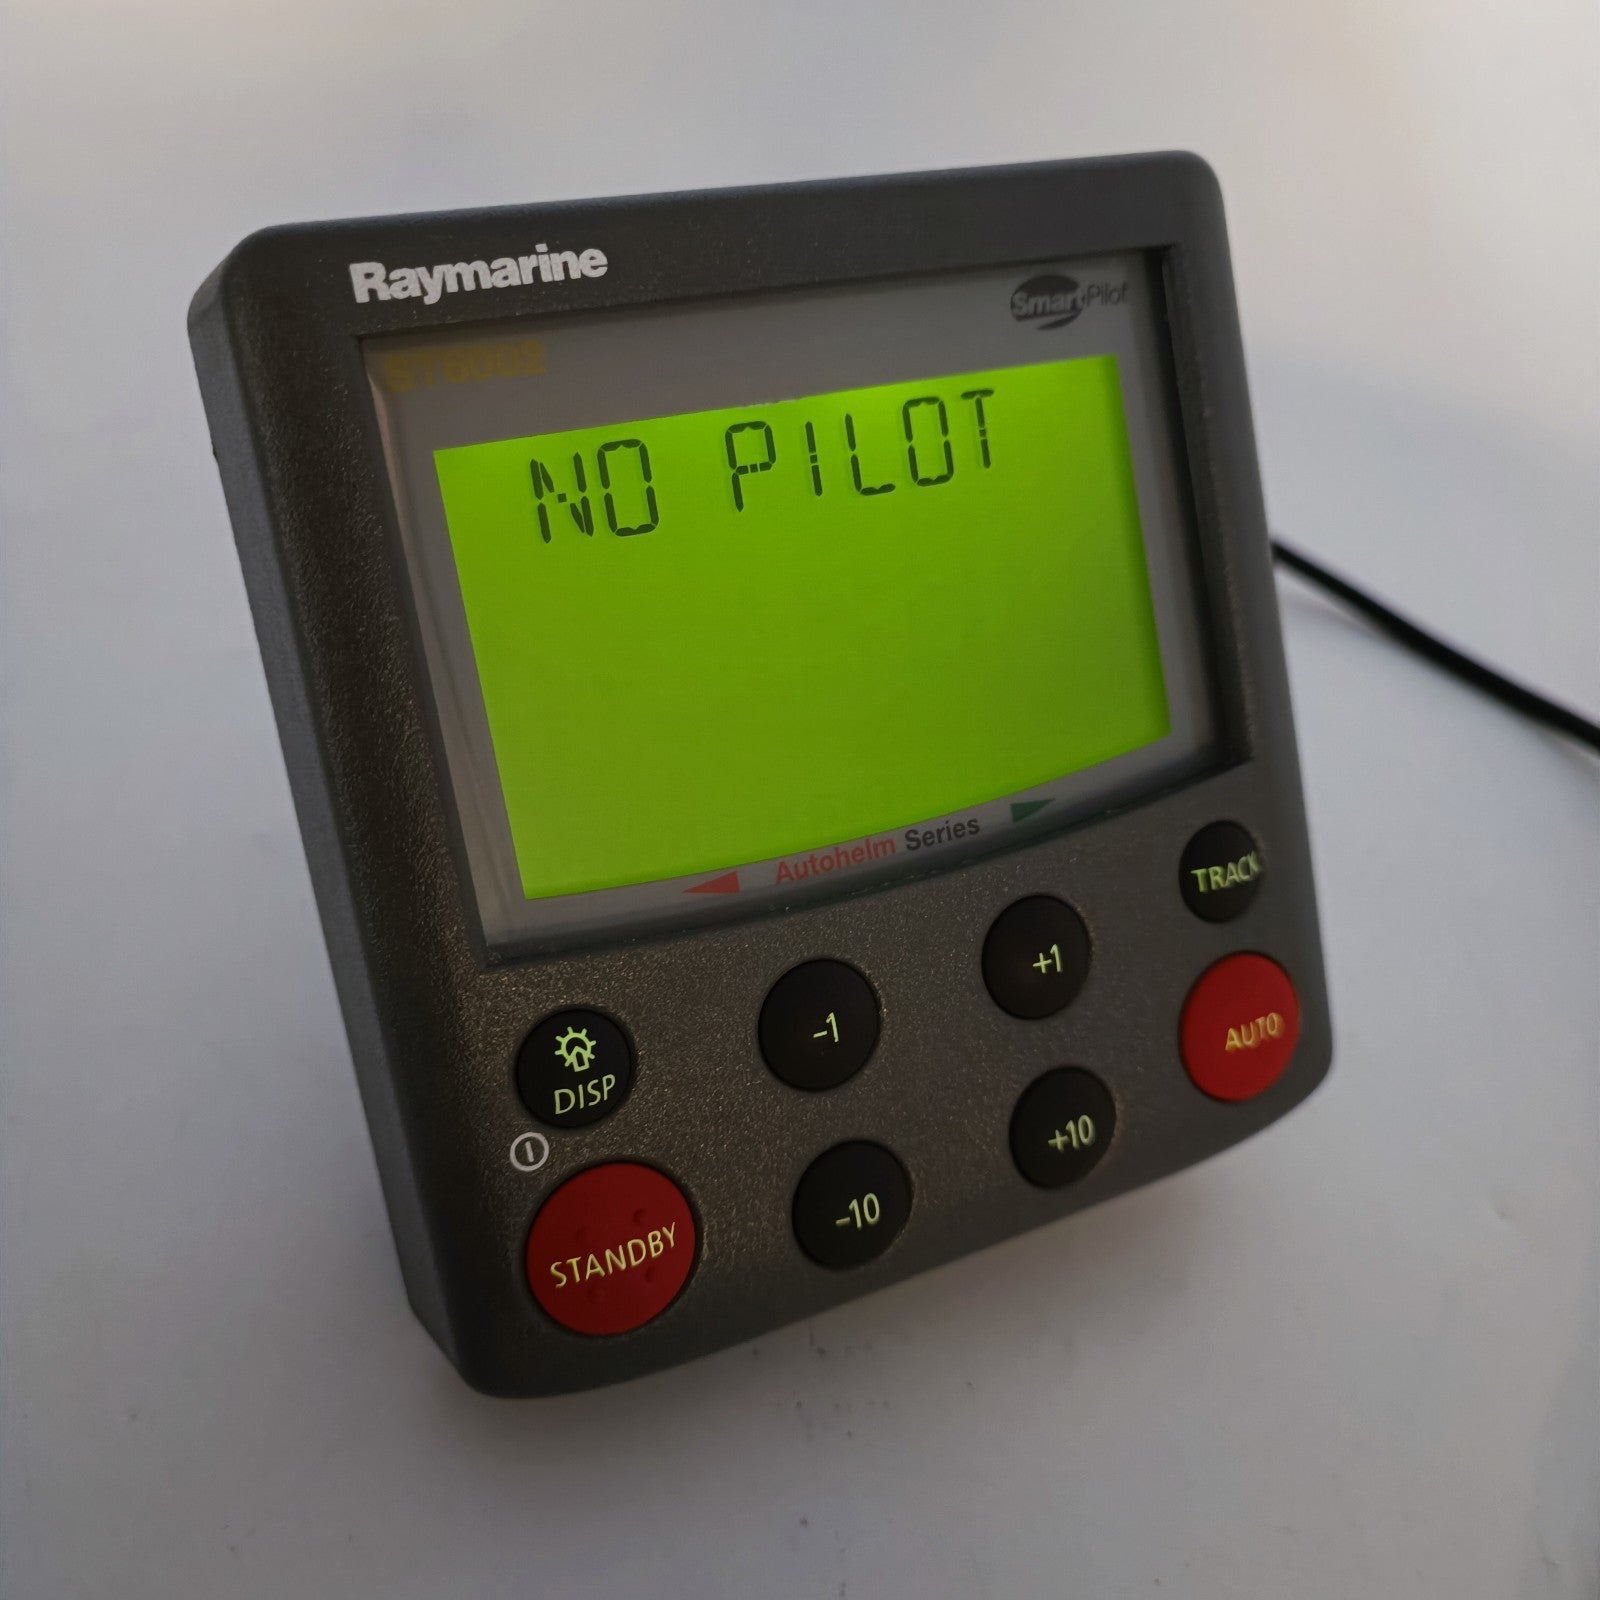 Raymarine
SmartPilot
ST6002
NO PILOT
Autohelm Series
TRACK
-1
+1
DISP
AUTO
-10
+10
STANDBY